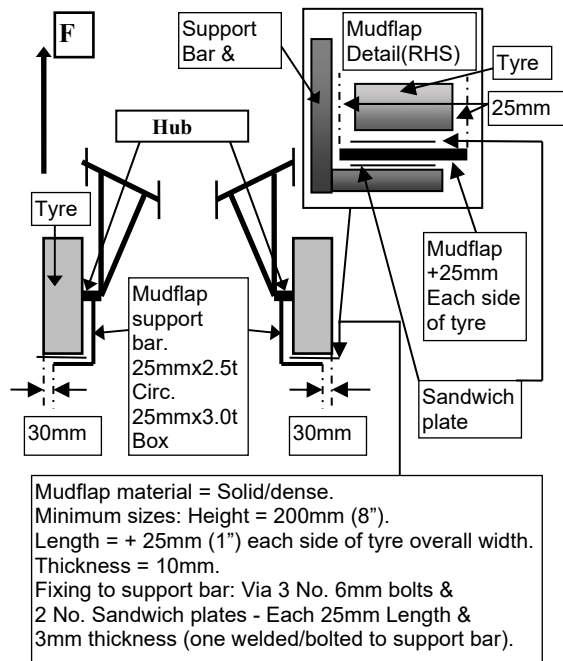 F
Support
Bar &
Mudflap
Detail(RHS)
Tyre
25mm
Hub
Tyre
Mudflap
support
bar.
25mmx2.5t
Circ.
25mmx3.0t
Box
Mudflap
+25mm
Each side
of tyre
Sandwich
plate
30mm
30mm
Mudflap material = Solid/dense.
Minimum sizes: Height = 200mm (8”).
Length = + 25mm (1”) each side of tyre overall width.
Thickness = 10mm.
Fixing to support bar: Via 3 No. 6mm bolts &
2 No. Sandwich plates - Each 25mm Length &
3mm thickness (one welded/bolted to support bar).